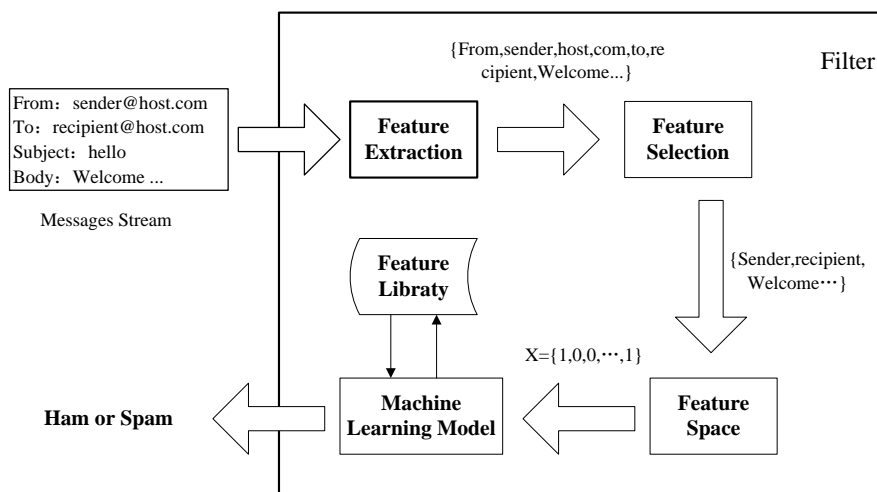 {From,sender,host,com,to,re
cipient,Welcome...}
Filter
From：sender@host.com
To：recipient@host.com
Subject：hello
Body：Welcome ...
Messages Stream
Feature
Extraction
Feature
Selection
{Sender,recipient,
Welcome⋯}
Feature
Libraty
X={1,0,0,⋯,1}
Ham or Spam
Machine
Learning Model
Feature
Space